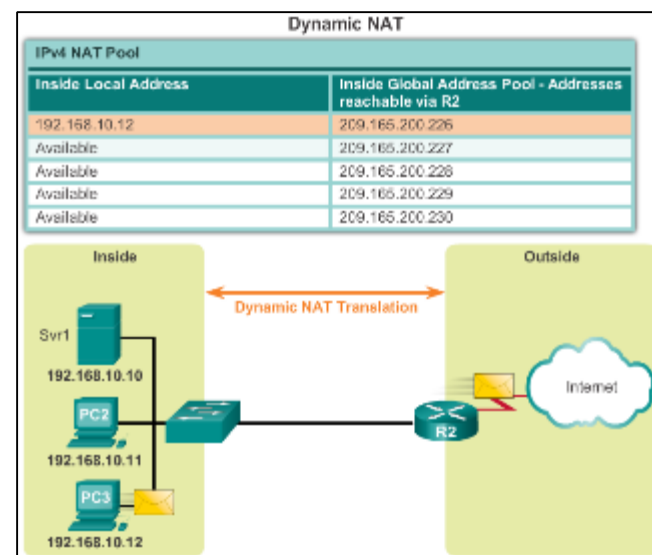 Dynamic NAT
IPv4 NAT Pool
Inside Local Address
Inside Global Address Pool - Addresses reachable via R2
192.168.10.12 209.165.200.226
Available 209.165.200.227
Available 209.165.200.228
Available 209.165.200.229
Available 209.165.200.230
Inside
Outside
Dynamic NAT Translation
Svr1
192.168.10.10
PC2
192.168.10.11
PC3
192.168.10.12
R2
Internet